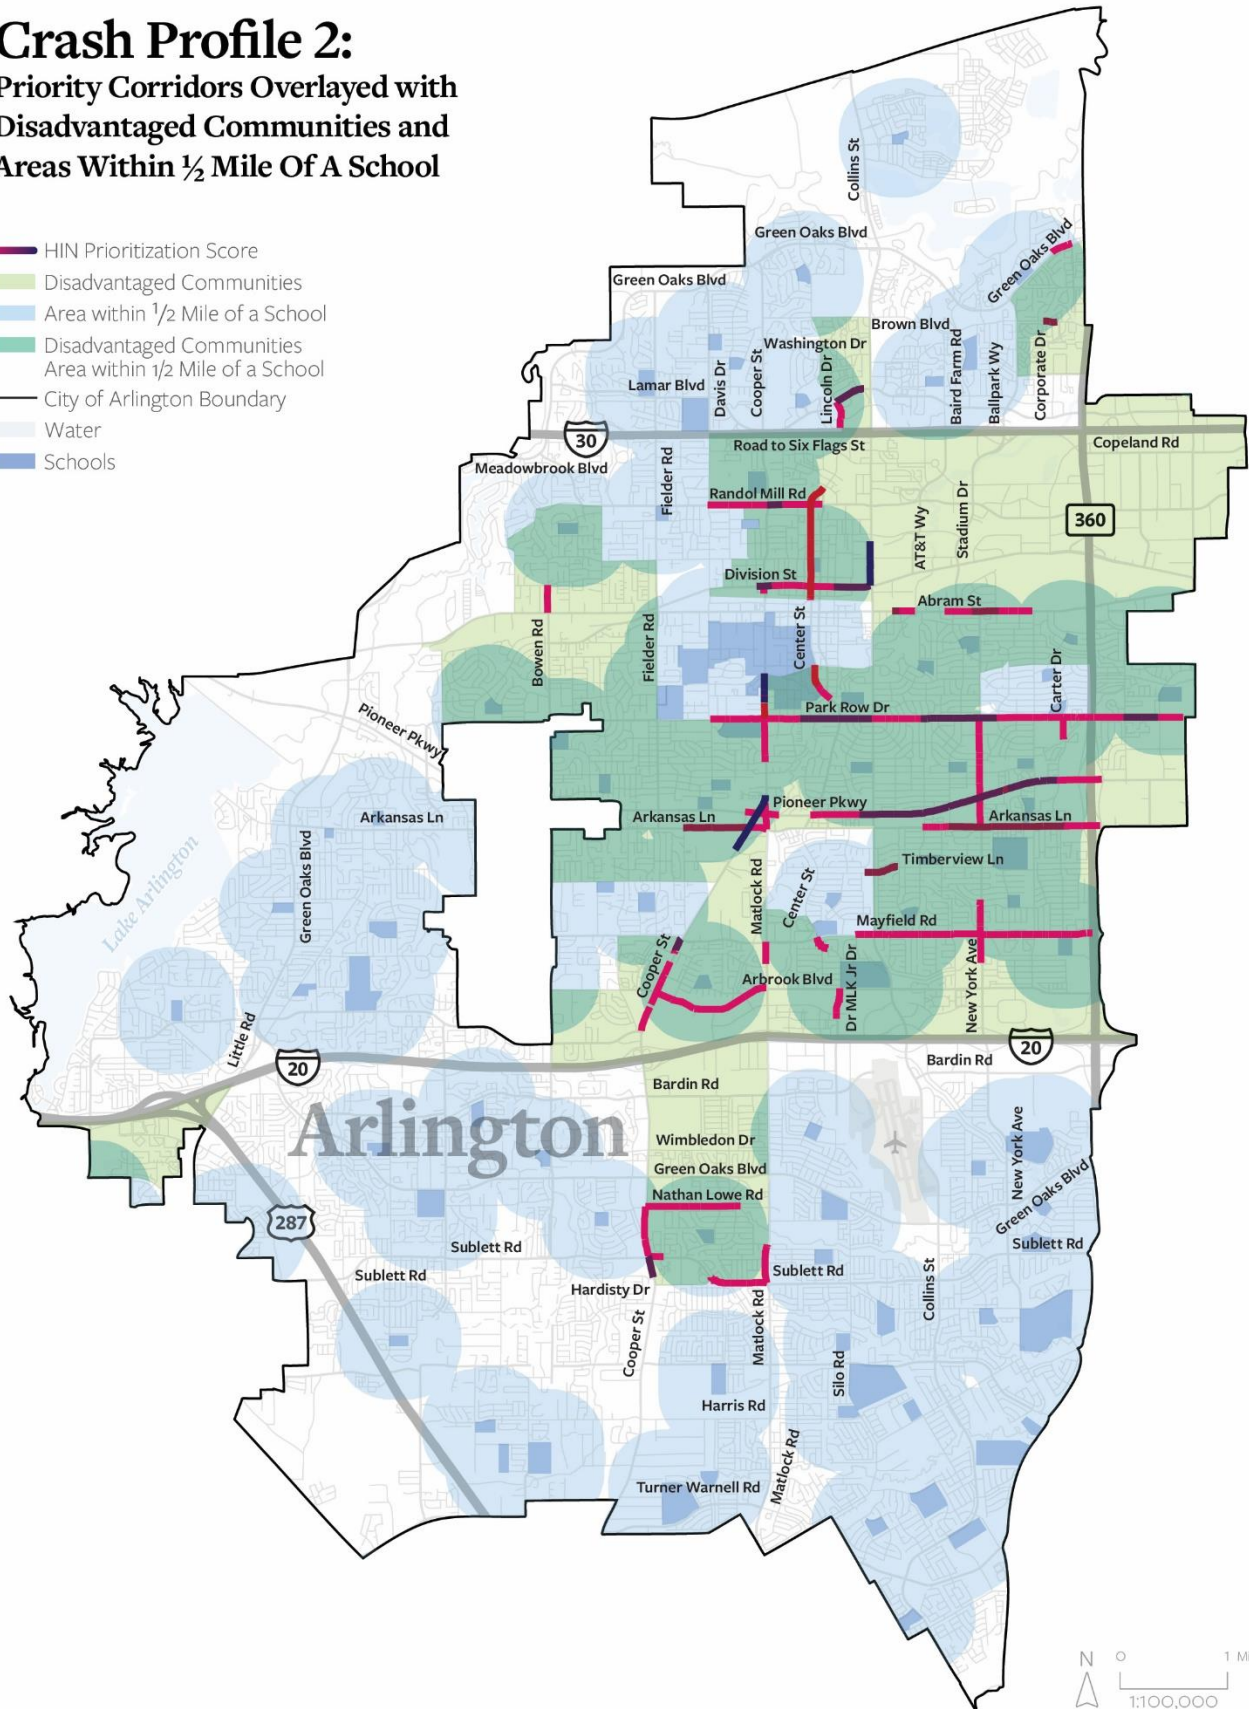 Crash Profile 2:
Priority Corridors Overlayed with
Disadvantaged Communities and
Areas Within ½ Mile Of A School
HIN Prioritization Score
Disadvantaged Communities
Area within 1/2 Mile of a School
Disadvantaged Communities
Area within 1/2 Mile of a School
City of Arlington Boundary
Water
Schools
Collins St
Green Oaks Blvd
Green Oaks Blvd
Green Oaks Blvd
Brown Blvd
Washington Dr
Lamar Blvd
Davis Dr
Cooper St
Lincoln Dr
Baird Farm Rd
Ballpark Wy
Corporate Dr
30
Road to Six Flags St
Copeland Rd
Meadowbrook Blvd
Fielder Rd
Randol Mill Rd
AT&T Wy
Stadium Dr
360
Division St
Abram St
Bowen Rd
Fielder Rd
Center St
Carter Dr
Park Row Dr
Pioneer Pkwy
Arkansas Ln
Arkansas Ln
Pioneer Pkwy
Arkansas Ln
Lake Arlington
Green Oaks Blvd
Matlock Rd
Center St
Timberview Ln
Mayfield Rd
Cooper St
Arbrook Blvd
Dr MLK Jr Dr
New York Ave
Little Rd
20
20
Bardin Rd
Bardin Rd
Arlington
Wimbledon Dr
Green Oaks Blvd
Nathan Lowe Rd
New York Ave
Green Oaks Blvd
287
Sublett Rd
Sublett Rd
Sublett Rd
Sublett Rd
Hardisty Dr
Cooper St
Matlock Rd
Collins St
Silo Rd
Harris Rd
Matlock Rd
Turner Warnell Rd
N
0 1 M
1:100,000